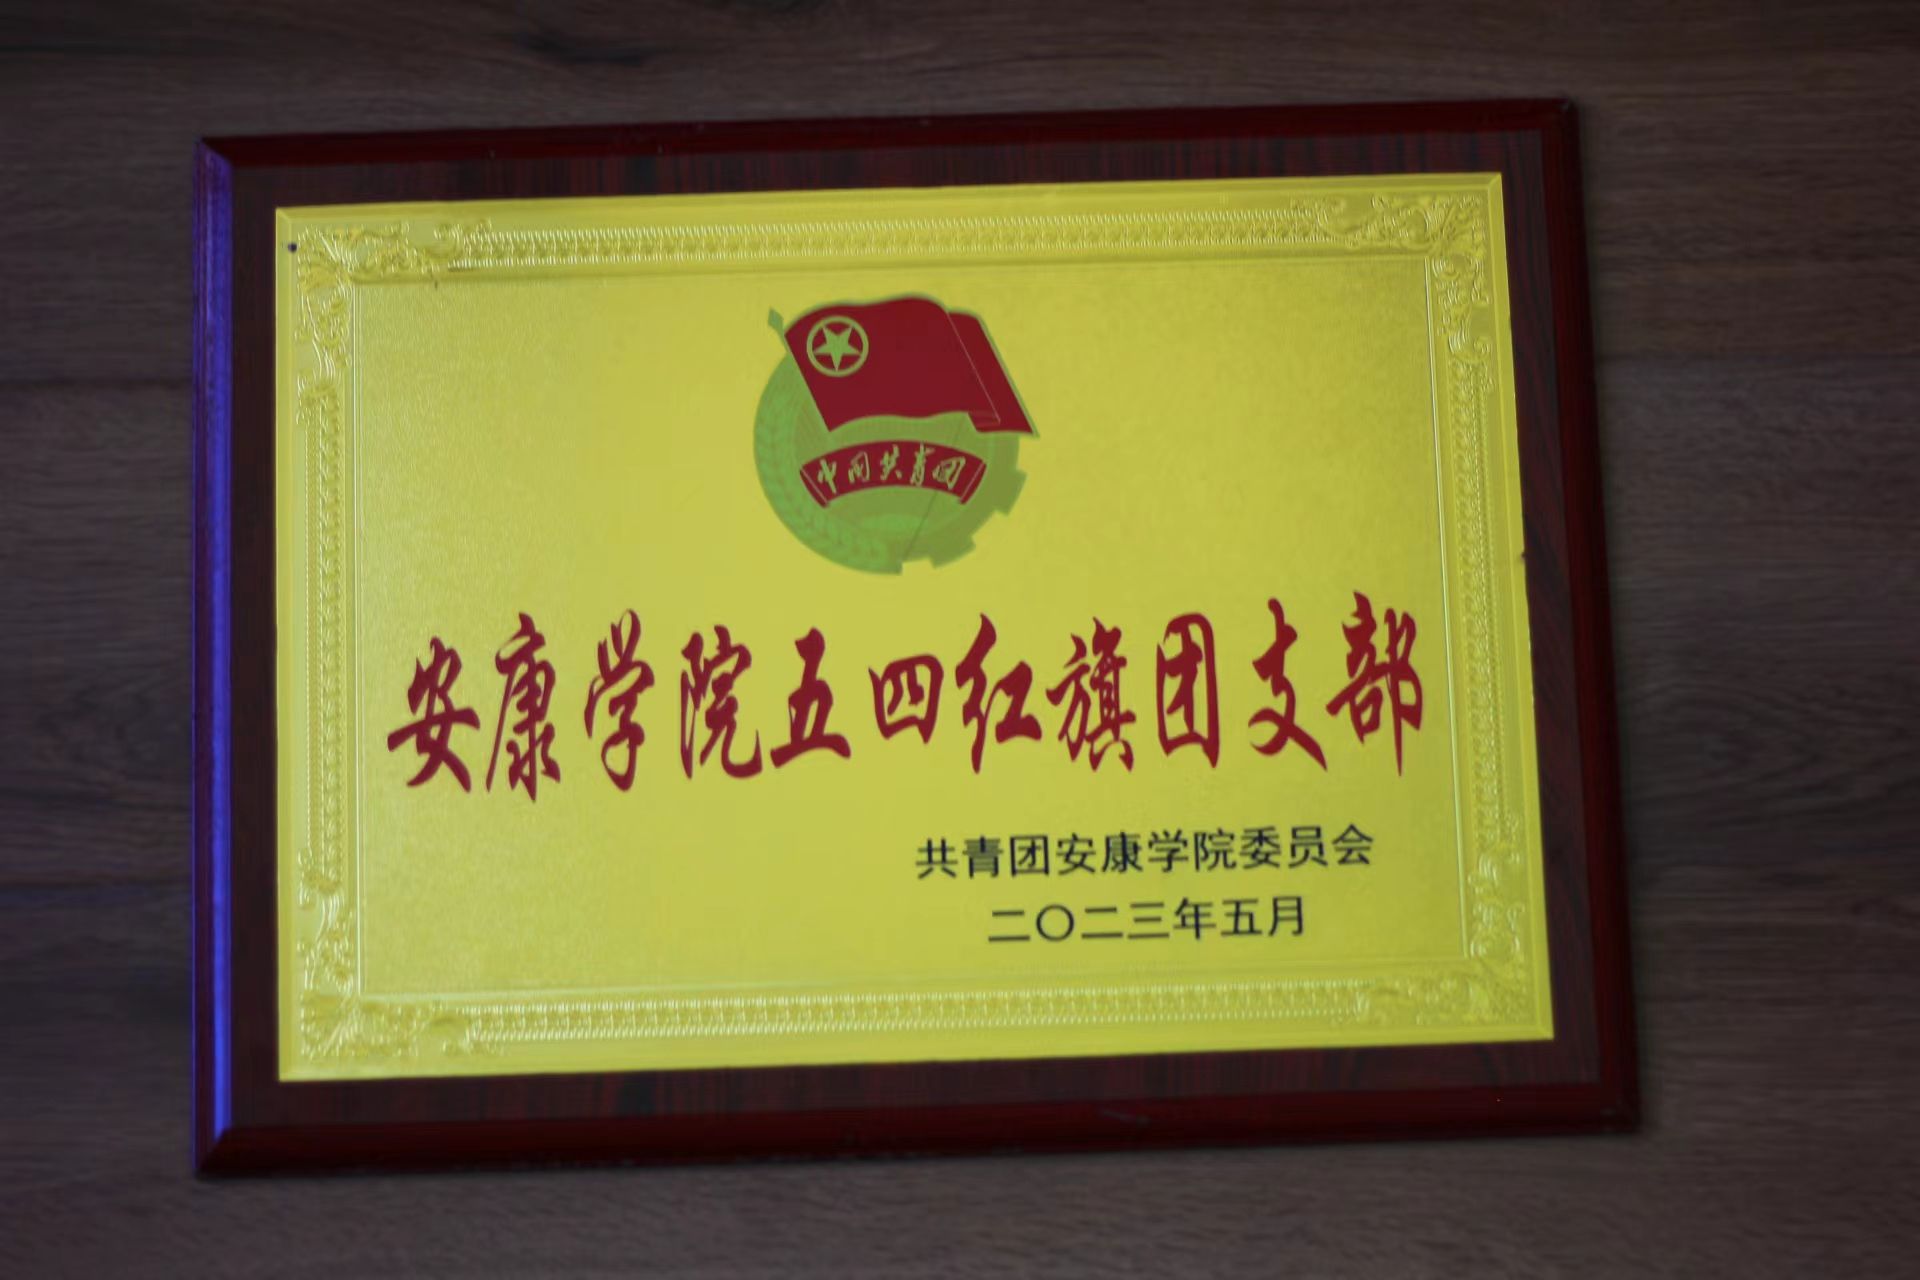 中国共青团
安康学院五四红旗团支部
共青团安康学院委员会
二〇二三年五月